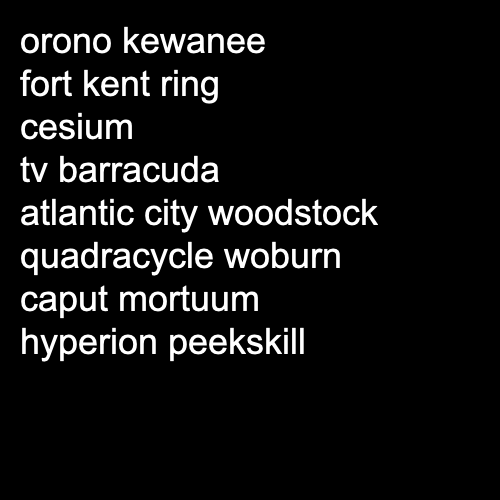 orono kewanee
fort kent ring
cesium
tv barracuda
atlantic city woodstock
quadracycle woburn
caput mortuum
hyperion peekskill